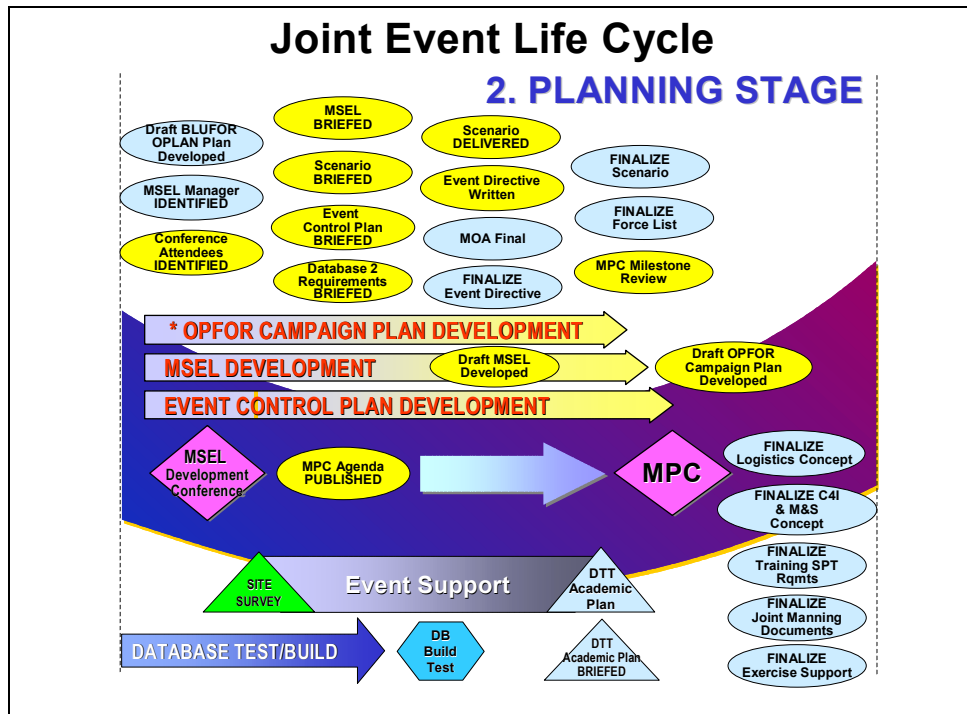 Joint Event Life Cycle
2. PLANNING STAGE
Draft BLUFOR
OPLAN Plan
Developed
MSEL Manager
IDENTIFIED
Conference
Attendees
IDENTIFIED
MSEL
BRIEFED
Scenario
BRIEFED
Event
Control Plan
BRIEFED
Database 2
Requirements
BRIEFED
Scenario
DELIVERED
Event Directive
Written
MOA Final
FINALIZE
Event Directive
FINALIZE
Scenario
FINALIZE
Force List
MPC Milestone
Review
* OPFOR CAMPAIGN PLAN DEVELOPMENT
MSEL DEVELOPMENT
Draft MSEL
Developed
Draft OPFOR
Campaign Plan
Developed
EVENT CONTROL PLAN DEVELOPMENT
MSEL
Development
Conference
MPC Agenda
PUBLISHED
MPC
FINALIZE
Logistics Concept
FINALIZE C4I
& M&S
Concept
FINALIZE
Training SPT
Rqmts
FINALIZE
Joint Manning
Documents
FINALIZE
Exercise Support
SITE
SURVEY
Event Support
DTT
Academic
Plan
DATABASE TEST/BUILD
DB
Build
Test
DTT
Academic Plan
BRIEFED